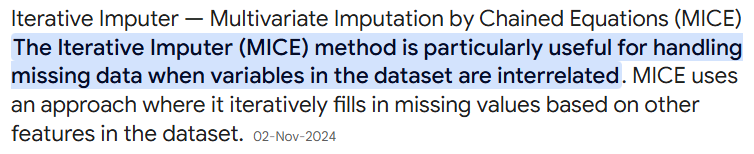 Iterative Imputer — Multivariate Imputation by Chained Equations (MICE)
The Iterative Imputer (MICE) method is particularly useful for handling
missing data when variables in the dataset are interrelated. MICE uses
an approach where it iteratively fills in missing values based on other
features in the dataset. 02-Nov-2024